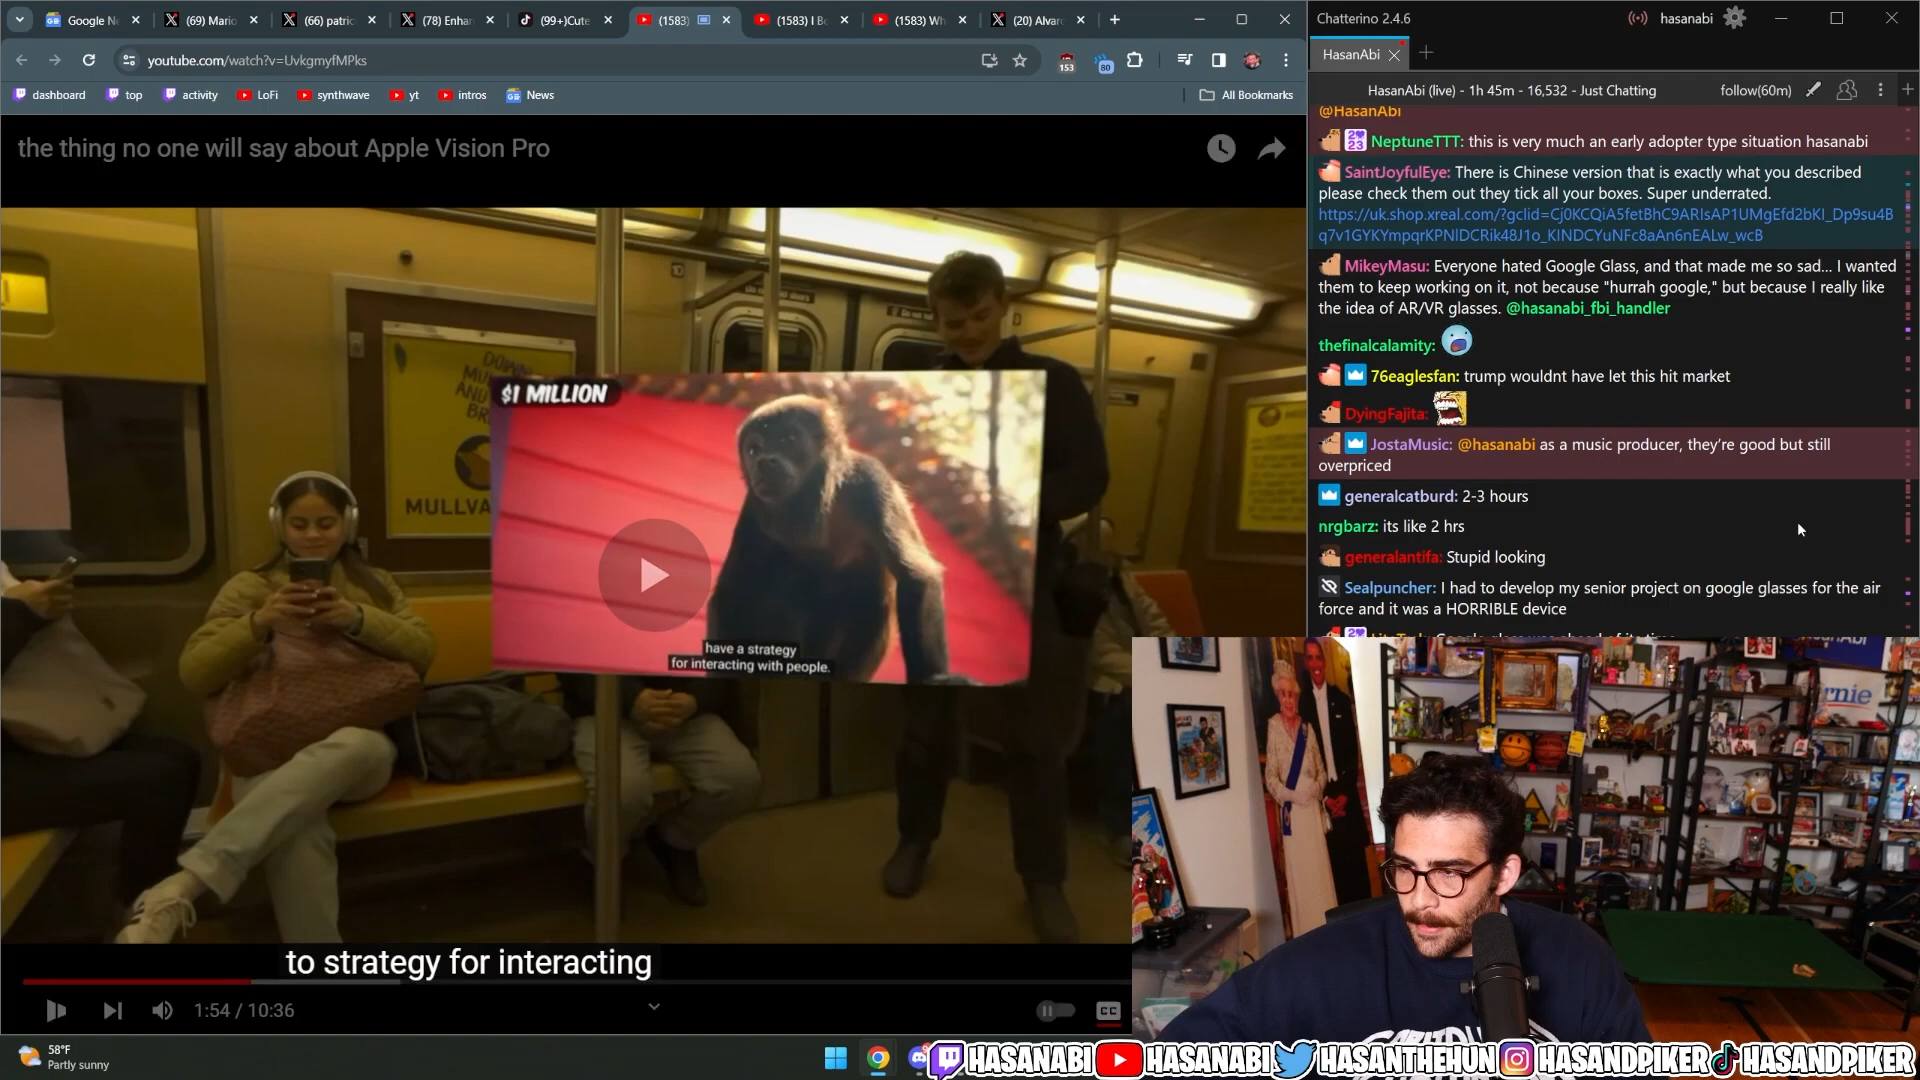 Google Ne
(69) Mario
(66) patric
(78) Enhan
(99+)Cute
(1583)
(1583) I Bo
(1583) Wh
(20) Alvaro
youtube.com/watch?v=UvkgmyfMPks
153
80
dashboard
top
activity
LoFi
synthwave
yt
intros
News
All Bookmarks
the thing no one will say about Apple Vision Pro
$1 MILLION
have a strategy
for interacting with people.
to strategy for interacting
1:54 / 10:36
CC
58°F
Partly sunny
Chatterino 2.4.6
hasanabi
HasanAbi
HasanAbi (live) - 1h 45m - 16,532 - Just Chatting
follow(60m)
@HasanAbi
NeptuneTTT: this is very much an early adopter type situation hasanabi
SaintJoyfulEye: There is Chinese version that is exactly what you described
please check them out they tick all your boxes. Super underrated.
https://uk.shop.xreal.com/?gclid=Cj0KCQiA5fetBhC9ARIsAP1UMgEfd2bKI_Dp9su4B
q7v1GYKYmpqrKPNIDCRik48J1o_KINDCYuNFc8aAn6nEALw_wcB
MikeyMasu: Everyone hated Google Glass, and that made me so sad... I wanted
them to keep working on it, not because "hurrah google," but because I really like
the idea of AR/VR glasses. @hasanabi_fbi_handler
thefinalcalamity:
76eaglesfan: trump wouldnt have let this hit market
DyingFajita:
JostaMusic: @hasanabi as a music producer, they're good but still
overpriced
generalcatburd: 2-3 hours
nrgbarz: its like 2 hrs
generalantifa: Stupid looking
Sealpuncher: I had to develop my senior project on google glasses for the air
force and it was a HORRIBLE device
HASANABI
HASANABI
HASANTHEHUN
HASANDPIKER
HASANDPIKER